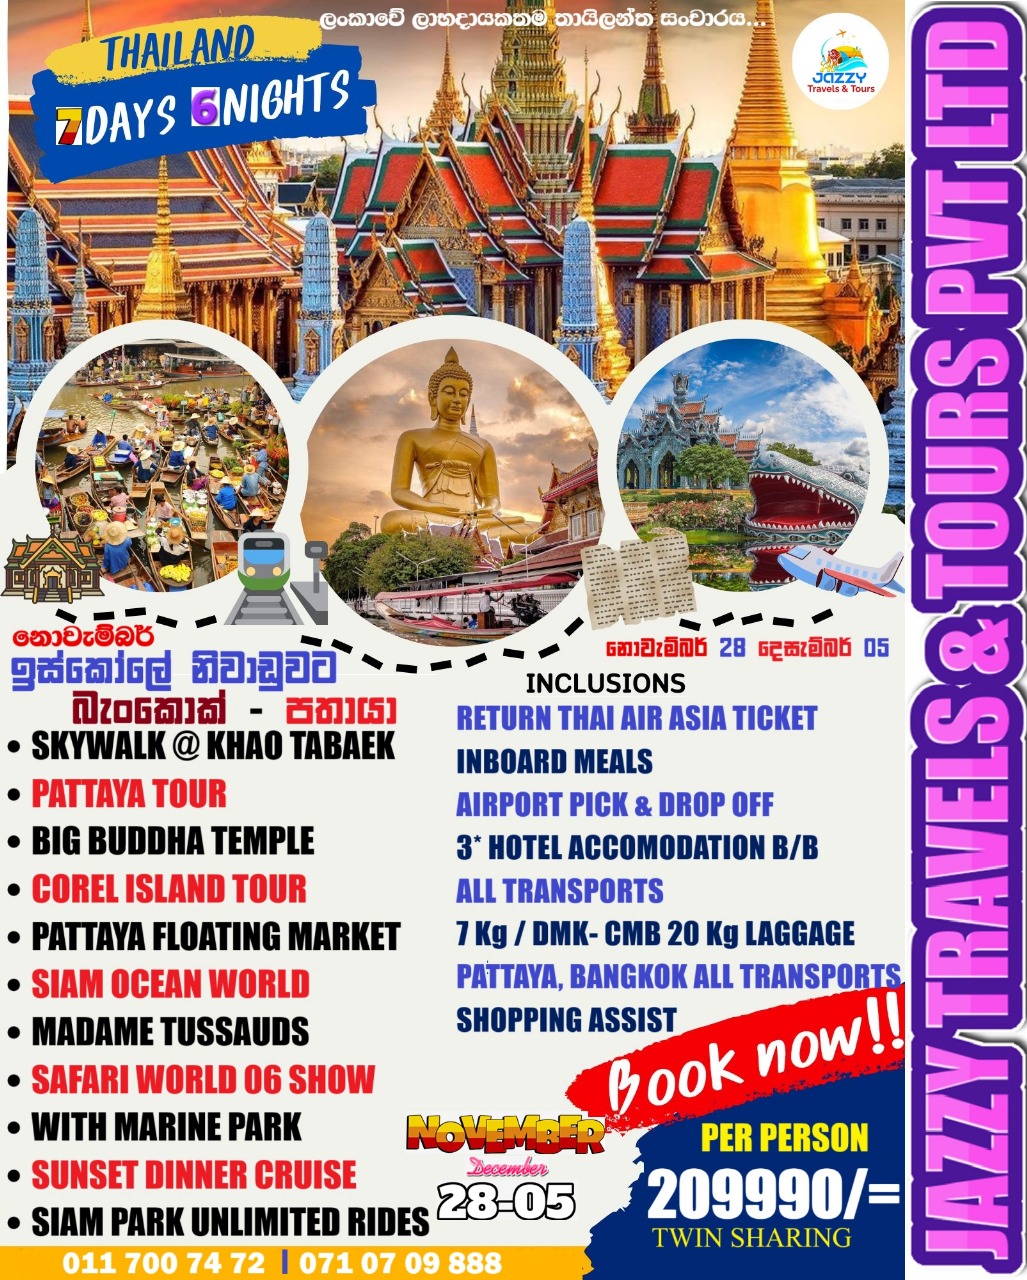 ලංකාවේ ලාභදායකතම තායිලන්ත සංචාරය...
THAILAND
7DAYS 6NIGHTS
JAZZY
Travels & Tours
JAZZY TRAVELS & TOURS PVT LTD
නොවැම්බර්
ඉස්කෝලේ නිවාඩුවට
බැංකොක් - පතායා
• SKYWALK @ KHAO TABAEK
• PATTAYA TOUR
• BIG BUDDHA TEMPLE
• COREL ISLAND TOUR
• PATTAYA FLOATING MARKET
• SIAM OCEAN WORLD
• MADAME TUSSAUDS
• SAFARI WORLD 06 SHOW
• WITH MARINE PARK
• SUNSET DINNER CRUISE
• SIAM PARK UNLIMITED RIDES
නොවැම්බර් 28 දෙසැම්බර් 05
INCLUSIONS
RETURN THAI AIR ASIA TICKET
INBOARD MEALS
AIRPORT PICK & DROP OFF
3* HOTEL ACCOMODATION B/B
ALL TRANSPORTS
7 Kg / DMK- CMB 20 Kg LAGGAGE
PATTAYA, BANGKOK ALL TRANSPORTS
SHOPPING ASSIST
Book now!!
NOVEMBER
December
28-05
PER PERSON
209990/=
TWIN SHARING
011 700 74 72 | 071 07 09 888